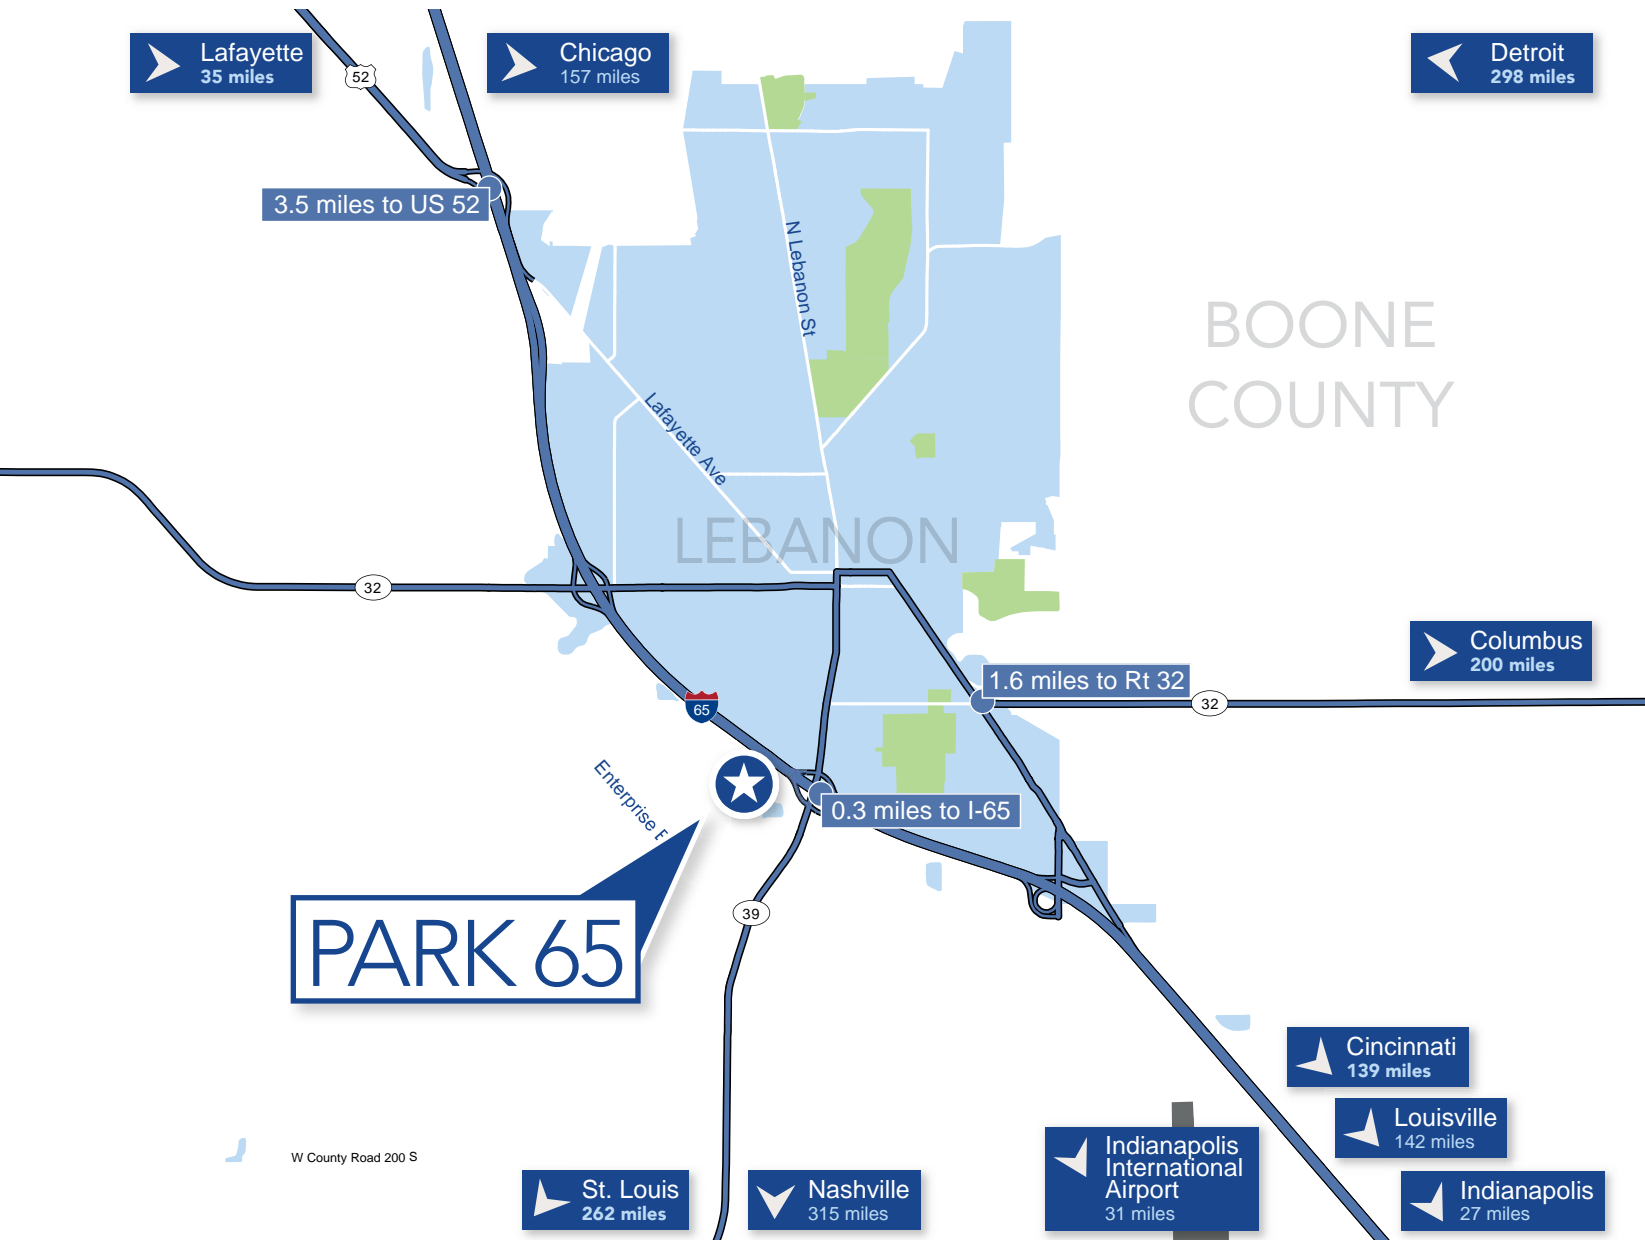 Lafayette
35 miles
52
Chicago
157 miles
Detroit
298 miles
3.5 miles to US 52
N Lebanon St
BOONE
COUNTY
Lafayette Ave
LEBANON
32
Columbus
200 miles
1.6 miles to Rt 32
32
65
Enterprise
0.3 miles to I-65
PARK 65
39
Cincinnati
139 miles
Louisville
142 miles
Indianapolis
International
Airport
31 miles
W County Road 200 S
St. Louis
262 miles
Nashville
315 miles
Indianapolis
27 miles